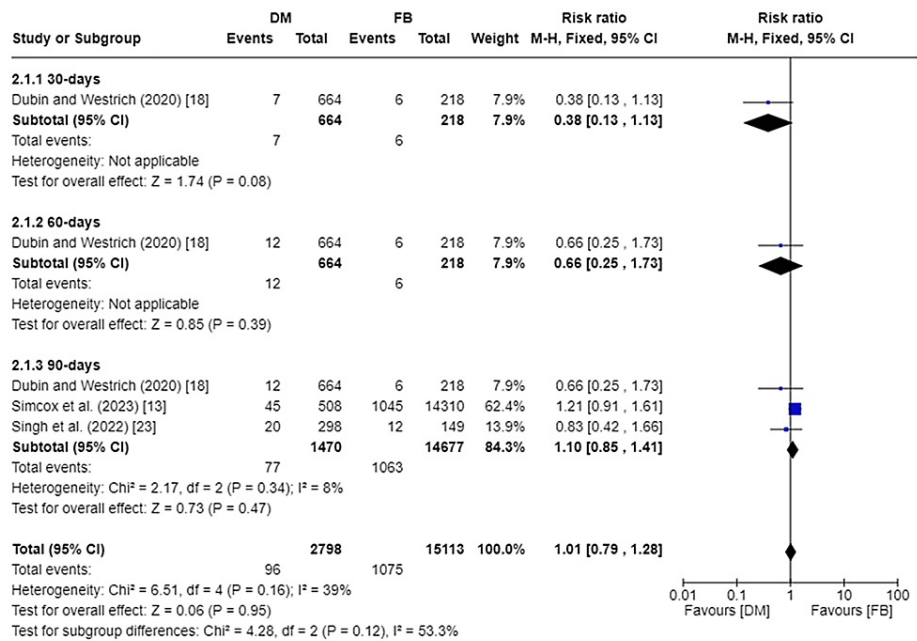 DM FB Risk ratio Risk ratio
Study or Subgroup Events Total Events Total Weight M-H, Fixed, 95% CI M-H, Fixed, 95% CI
2.1.1 30-days
Dubin and Westrich (2020) [18] 7 664 6 218 7.9% 0.38 [0.13 , 1.13]
Subtotal (95% CI) 664 218 7.9% 0.38 [0.13 , 1.13]
Total events: 7 6
Heterogeneity: Not applicable
Test for overall effect: Z = 1.74 (P = 0.08)
2.1.2 60-days
Dubin and Westrich (2020) [18] 12 664 6 218 7.9% 0.66 [0.25 , 1.73]
Subtotal (95% CI) 664 218 7.9% 0.66 [0.25 , 1.73]
Total events: 12 6
Heterogeneity: Not applicable
Test for overall effect: Z = 0.85 (P = 0.39)
2.1.3 90-days
Dubin and Westrich (2020) [18] 12 664 6 218 7.9% 0.66 [0.25 , 1.73]
Simcox et al. (2023) [13] 45 508 1045 14310 62.4% 1.21 [0.91 , 1.61]
Singh et al. (2022) [23] 20 298 12 149 13.9% 0.83 [0.42 , 1.66]
Subtotal (95% CI) 1470 14677 84.3% 1.10 [0.85 , 1.41]
Total events: 77 1063
Heterogeneity: Chi² = 2.17, df = 2 (P = 0.34); I² = 8%
Test for overall effect: Z = 0.73 (P = 0.47)
Total (95% CI) 2798 15113 100.0% 1.01 [0.79 , 1.28]
Total events: 96 1075
Heterogeneity: Chi² = 6.51, df = 4 (P = 0.16); I² = 39%
0.01 0.1 1 10 100
Test for overall effect: Z = 0.06 (P = 0.95)
Favours [DM] Favours [FB]
Test for subgroup differences: Chi² = 4.28, df = 2 (P = 0.12), I² = 53.3%